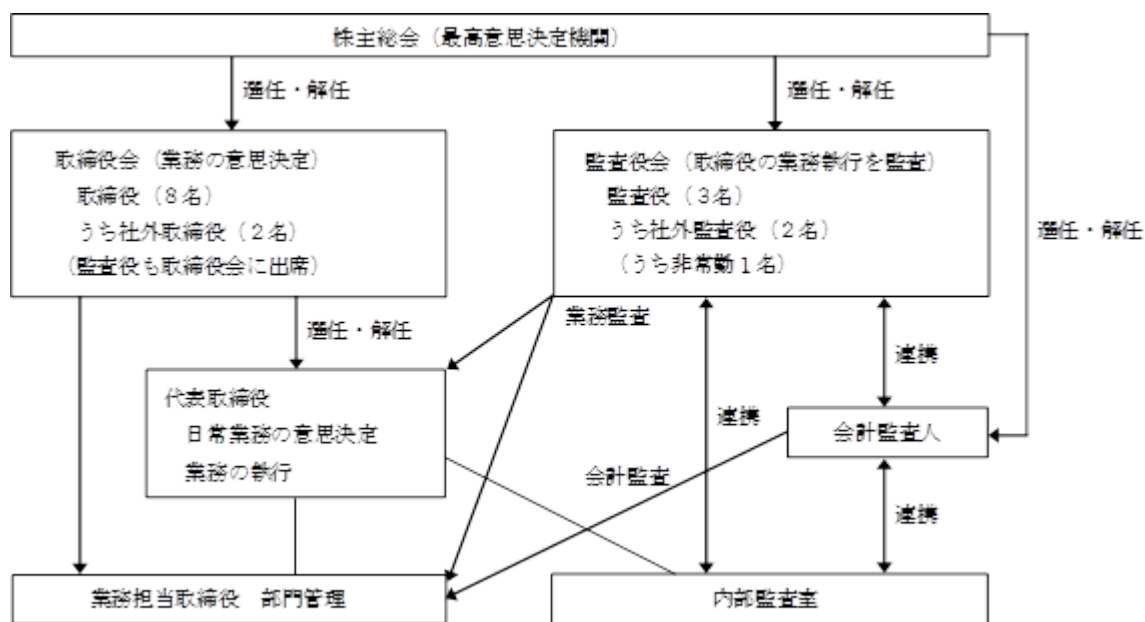 株主総会（最高意思決定機関）
選任・解任
選任・解任
取締役会（業務の意思決定）
取締役（８名）
うち社外取締役（２名）
（監査役も取締役会に出席）
監査役会（取締役の業務執行を監査）
監査役（３名）
うち社外監査役（２名）
（うち非常勤１名）
選任・解任
選任・解任
業務監査
連携
代表取締役
日常業務の意思決定
業務の執行
連携
会計監査人
会計監査
連携
業務担当取締役　部門管理
内部監査室